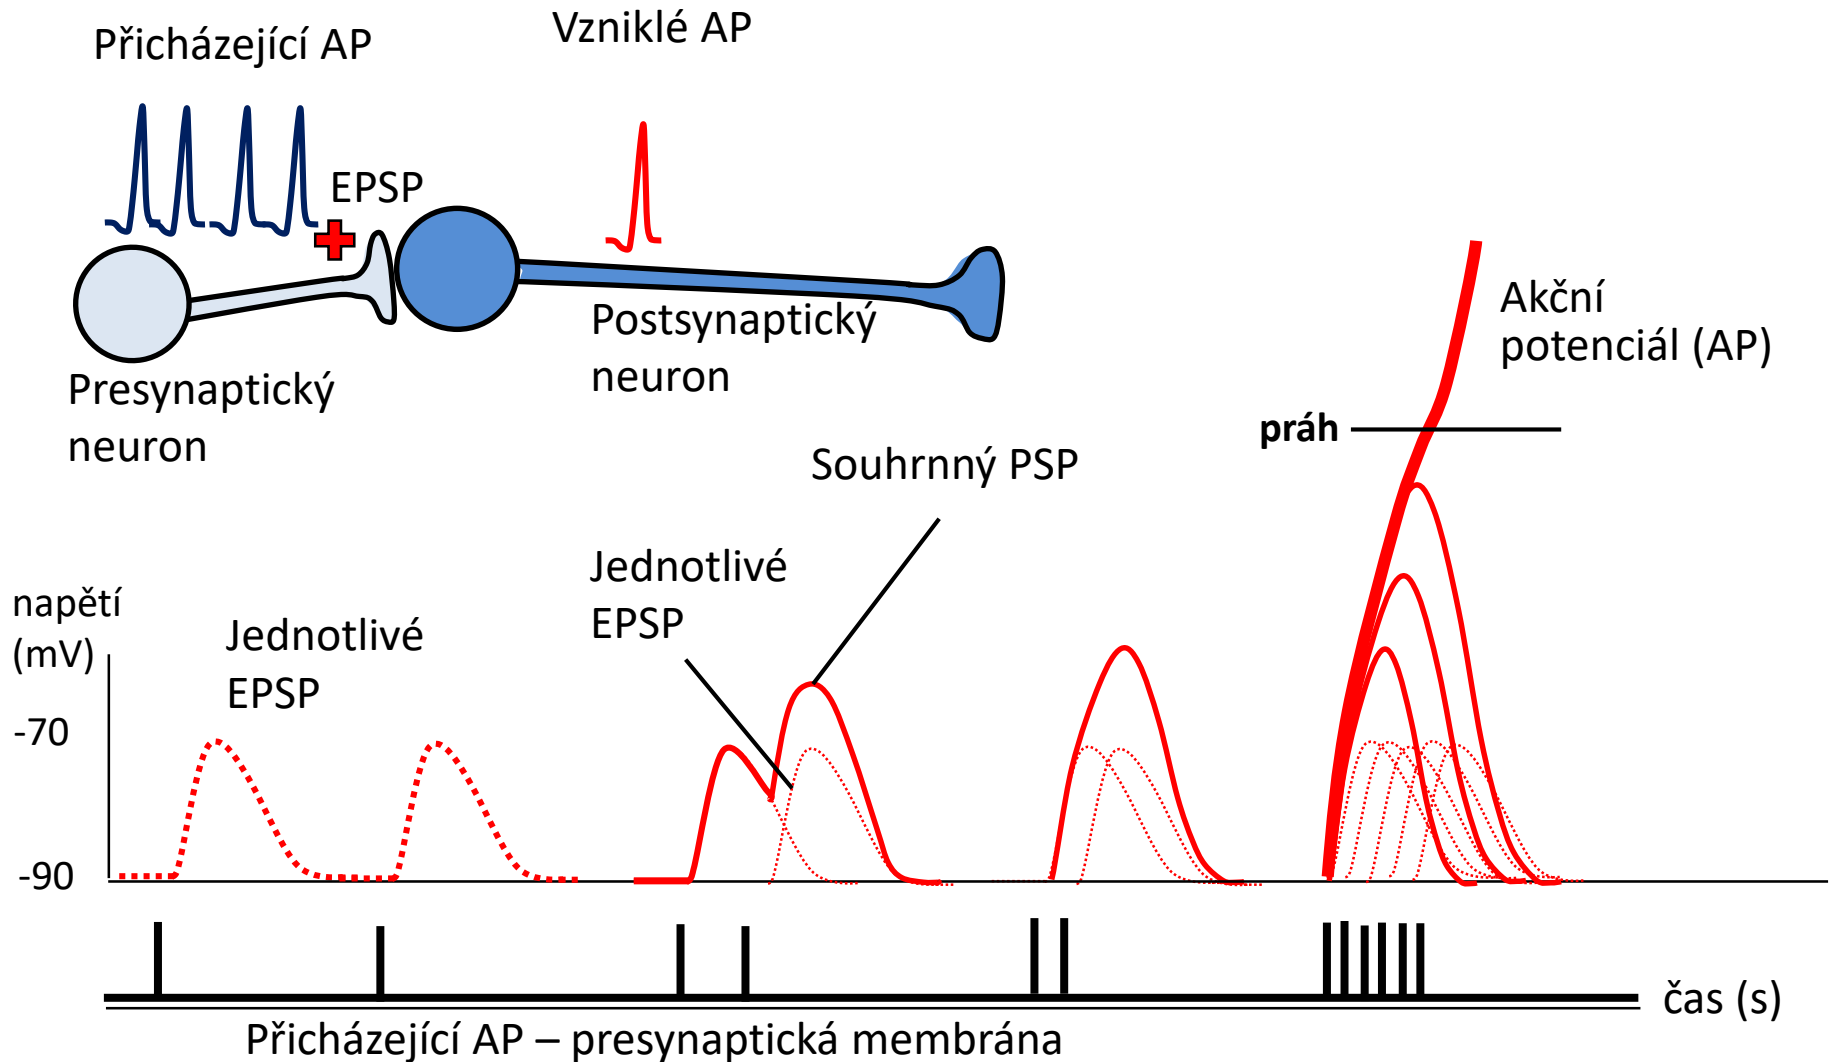 Přicházející AP
Vzniklé AP
EPSP
Postsynaptický
neuron
Presynaptický
neuron
Akční
potenciál (AP)
práh
Souhrnný PSP
Jednotlivé
EPSP
napětí
(mV)
Jednotlivé
EPSP
-70
-90
čas (s)
Přicházející AP – presynaptická membrána